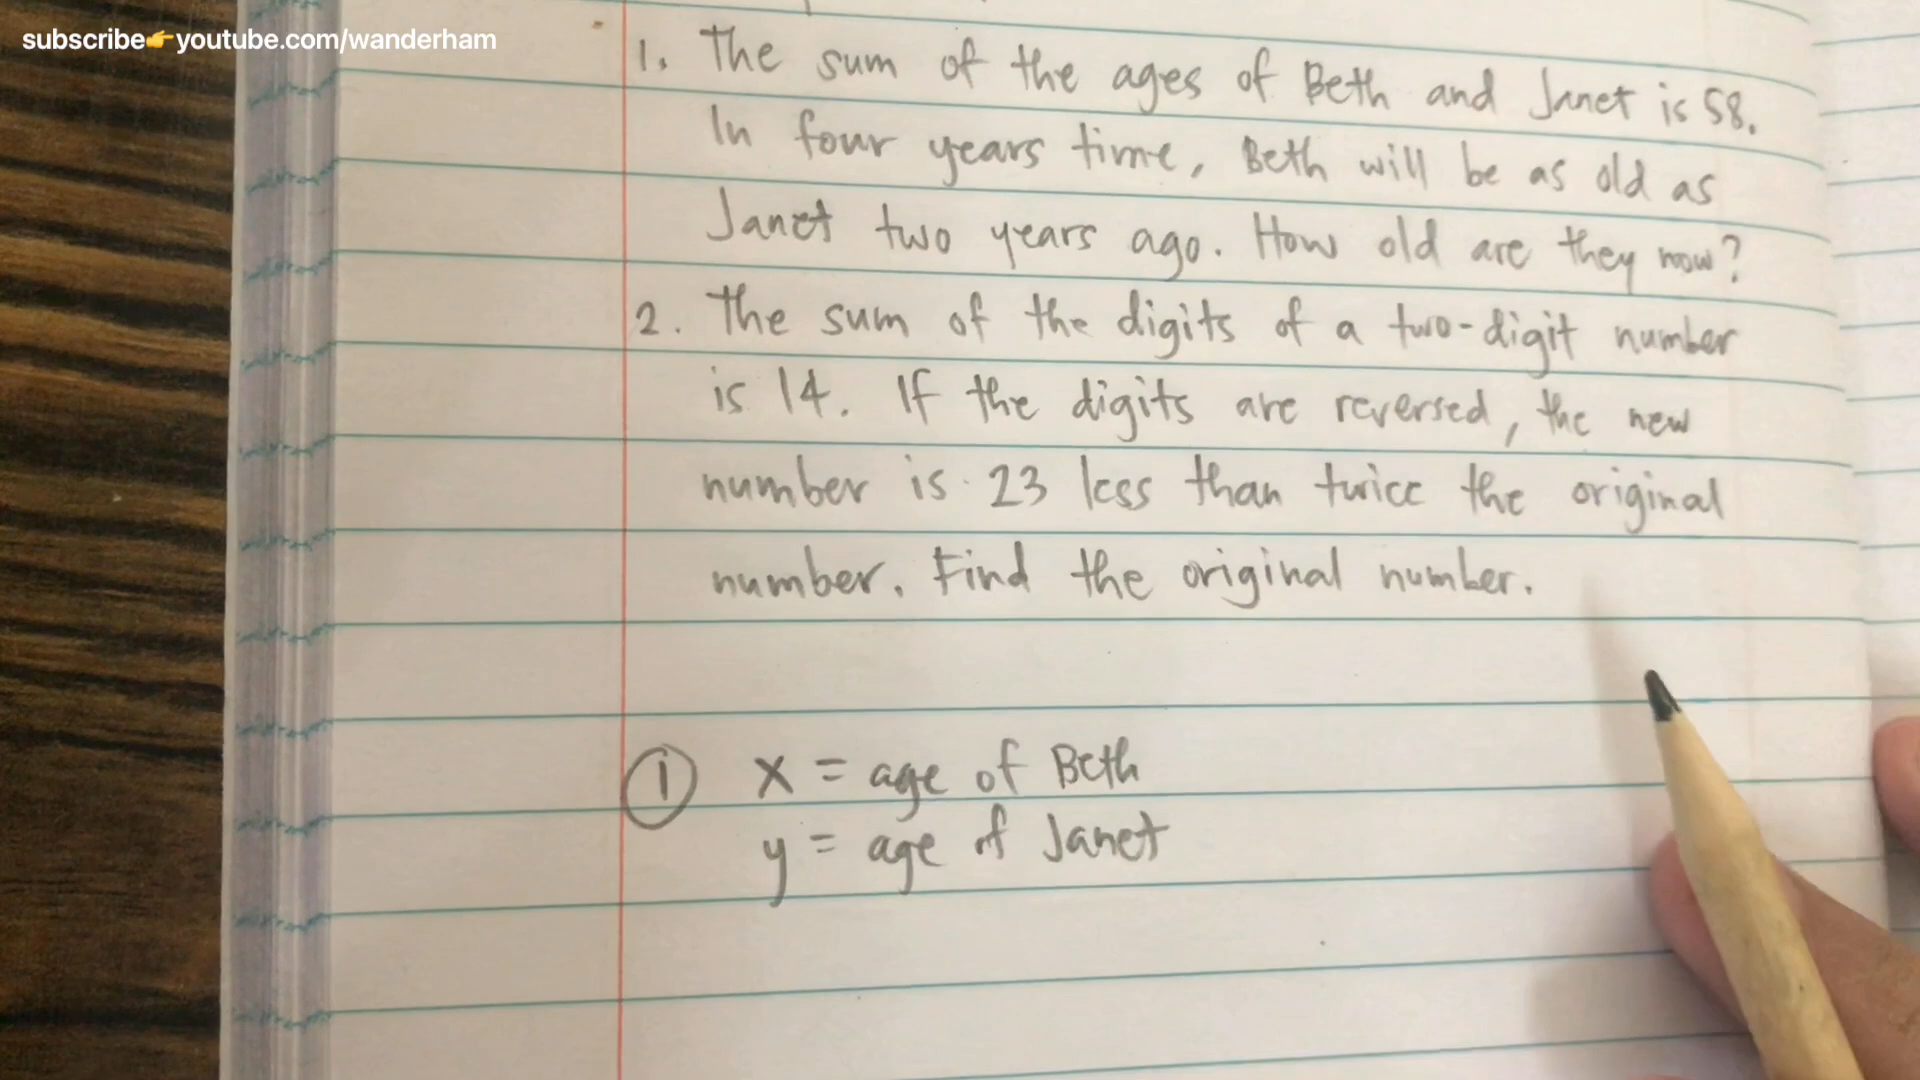 subscribe👉youtube.com/wanderham
1. The sum of the ages of Beth and Janet is 58.
In four years time, Beth will be as old as
Janet two years ago. How old are they now?
2. The sum of the digits of a two-digit number
is 14. If the digits are reversed, the new
number is 23 less than twice the original
number. Find the original number.
① x = age of Beth
y = age of Janet